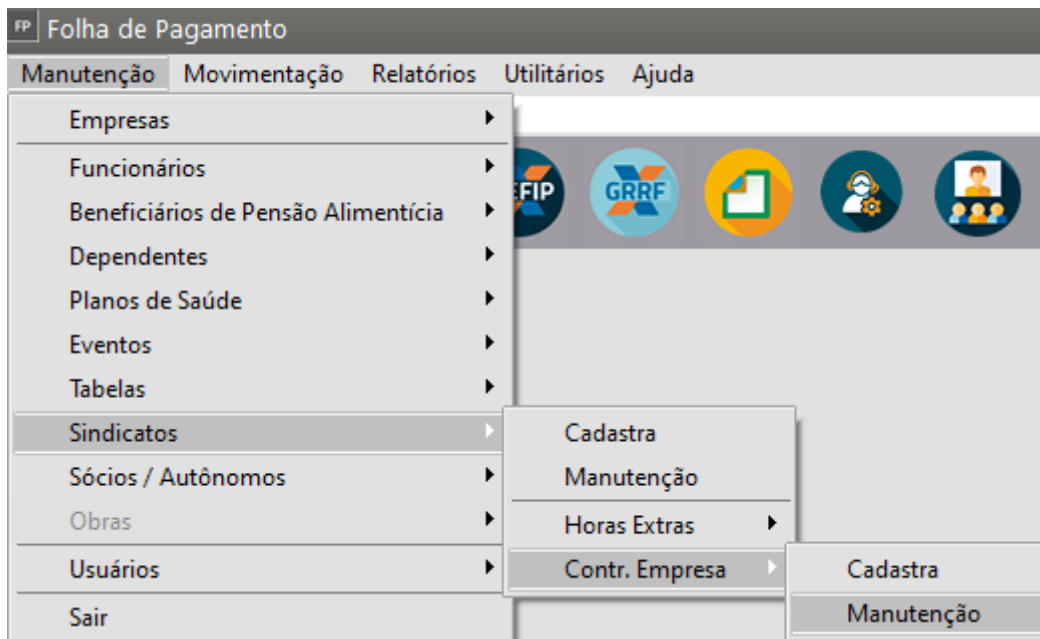 FP Folha de Pagamento
Manutenção Movimentação Relatórios Utilitários Ajuda
Empresas
Funcionários
Beneficiários de Pensão Alimentícia
Dependentes
Planos de Saúde
Eventos
Tabelas
Sindicatos
Sócios / Autônomos
Obras
Usuários
Sair
EFIP
GRRF
Cadastra
Manutenção
Horas Extras
Contr. Empresa
Cadastra
Manutenção